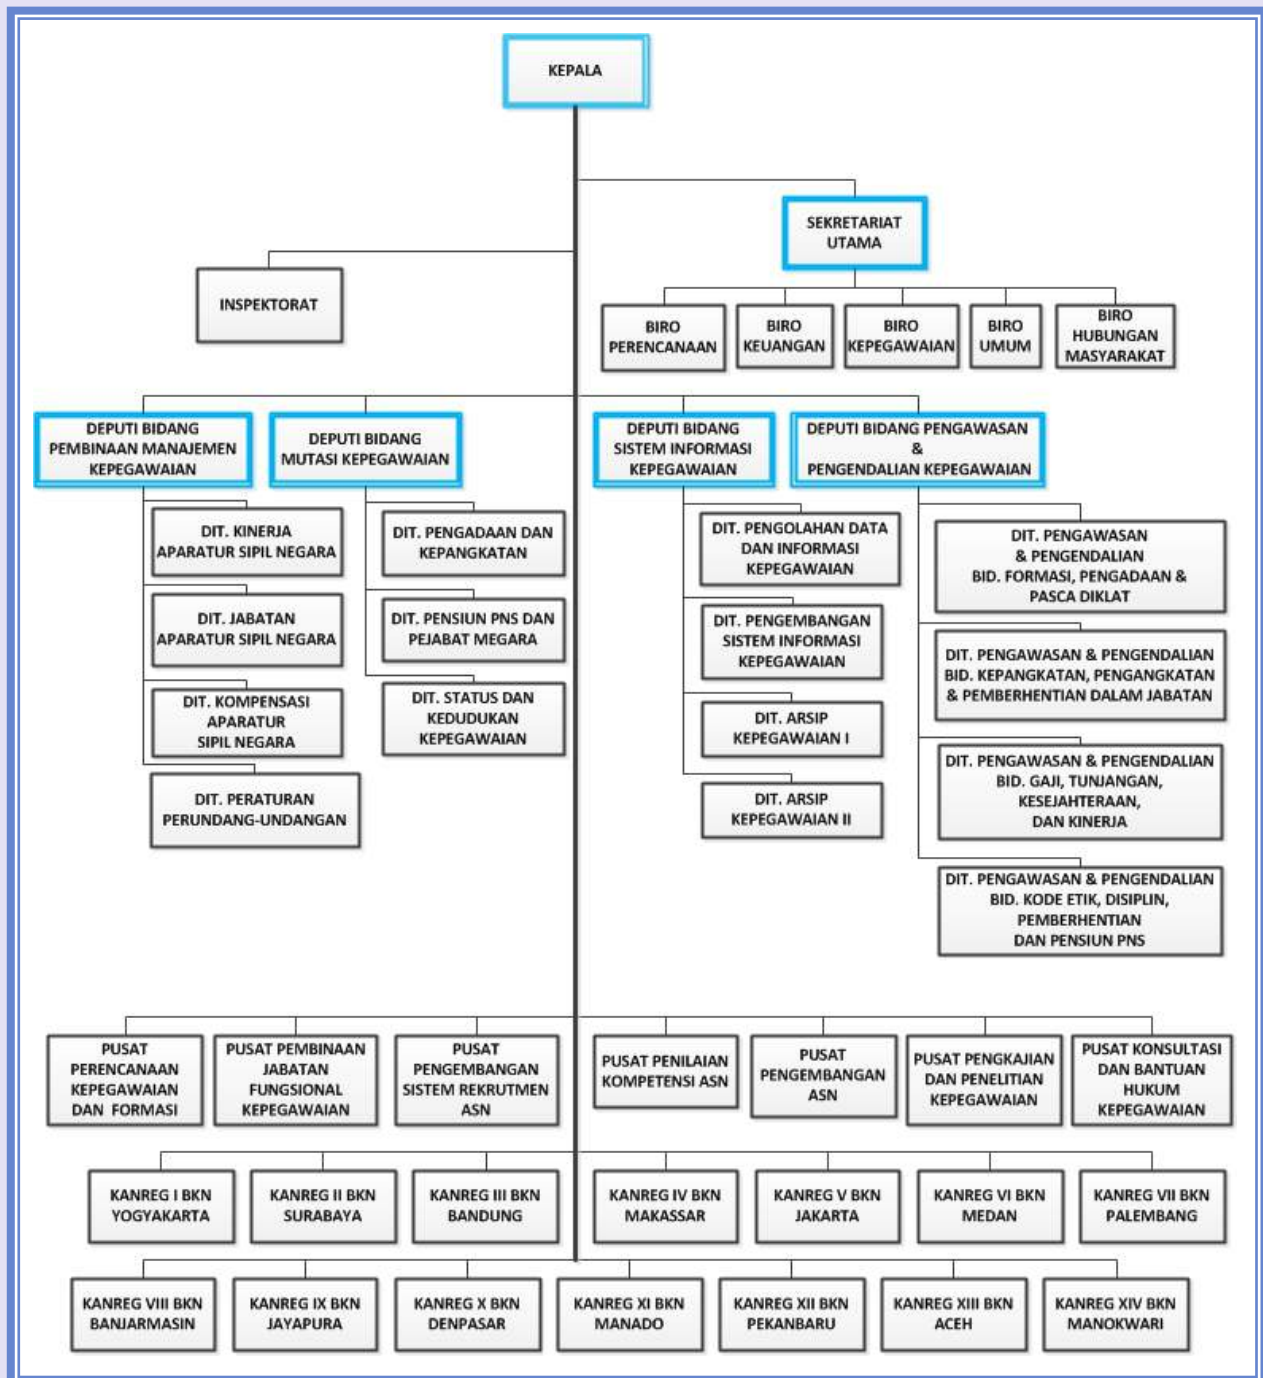 KEPALA
SEKRETARIAT
UTAMA
INSPEKTORAT
BIRO
PERENCANAAN
BIRO
KEUANGAN
BIRO
KEPEGAWAIAN
BIRO
UMUM
BIRO
HUBUNGAN
MASYARAKAT
DEPUTI BIDANG
PEMBINAAN MANAJEMEN
KEPEGAWAIAN
DEPUTI BIDANG
MUTASI KEPEGAWAIAN
DEPUTI BIDANG
SISTEM INFORMASI
KEPEGAWAIAN
DEPUTI BIDANG PENGAWASAN
&
PENGENDALIAN KEPEGAWAIAN
DIT. KINERJA
APARATUR SIPIL NEGARA
DIT. JABATAN
APARATUR SIPIL NEGARA
DIT. KOMPENSASI
APARATUR
SIPIL NEGARA
DIT. PERATURAN
PERUNDANG-UNDANGAN
DIT. PENGADAAN DAN
KEPANGKATAN
DIT. PENSIUN PNS DAN
PEJABAT MEGARA
DIT. STATUS DAN
KEDUDUKAN
KEPEGAWAIAN
DIT. PENGOLAHAN DATA
DAN INFORMASI
KEPEGAWAIAN
DIT. PENGEMBANGAN
SISTEM INFORMASI
KEPEGAWAIAN
DIT. ARSIP
KEPEGAWAIAN I
DIT. ARSIP
KEPEGAWAIAN II
DIT. PENGAWASAN
& PENGENDALIAN
BID. FORMASI, PENGADAAN &
PASCA DIKLAT
DIT. PENGAWASAN & PENGENDALIAN
BID. KEPANGKATAN, PENGANGKATAN
& PEMBERHENTIAN DALAM JABATAN
DIT. PENGAWASAN & PENGENDALIAN
BID. GAJI, TUNJANGAN,
KESEJAHTERAAN,
DAN KINERJA
DIT. PENGAWASAN & PENGENDALIAN
BID. KODE ETIK, DISIPLIN,
PEMBERHENTIAN
DAN PENSIUN PNS
PUSAT
PERENCANAAN
KEPEGAWAIAN
DAN FORMASI
PUSAT PEMBINAAN
JABATAN
FUNGSIONAL
KEPEGAWAIAN
PUSAT
PENGEMBANGAN
SISTEM REKRUTMEN
ASN
PUSAT PENILAIAN
KOMPETENSI ASN
PUSAT
PENGEMBANGAN
ASN
PUSAT PENGKAJIAN
DAN PENELITIAN
KEPEGAWAIAN
PUSAT KONSULTASI
DAN BANTUAN
HUKUM
KEPEGAWAIAN
KANREG I BKN
YOGYAKARTA
KANREG II BKN
SURABAYA
KANREG III BKN
BANDUNG
KANREG IV BKN
MAKASSAR
KANREG V BKN
JAKARTA
KANREG VI BKN
MEDAN
KANREG VII BKN
PALEMBANG
KANREG VIII BKN
BANJARMASIN
KANREG IX BKN
JAYAPURA
KANREG X BKN
DENPASAR
KANREG XI BKN
MANADO
KANREG XII BKN
PEKANBARU
KANREG XIII BKN
ACEH
KANREG XIV BKN
MANOKWARI